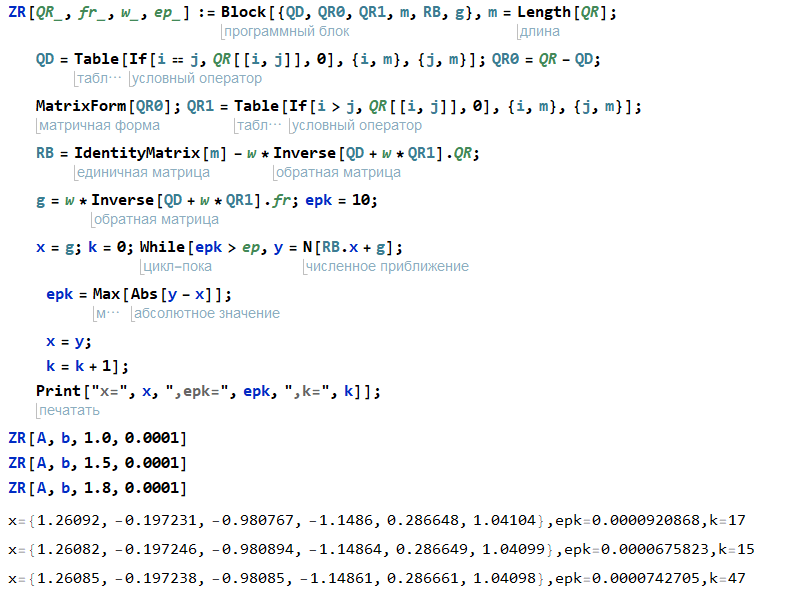 ZR[QR_, fr_, w_, ep_] := Block[{QD, QR0, QR1, m, RB, g}, m = Length[QR];
программный блок длина
QD = Table[If[i == j, QR[[i, j]], 0], {i, m}, {j, m}]; QR0 = QR - QD;
табл··· условный оператор
MatrixForm[QR0]; QR1 = Table[If[i > j, QR[[i, j]], 0], {i, m}, {j, m}];
матричная форма табл··· условный оператор
RB = IdentityMatrix[m] - w * Inverse[QD + w * QR1].QR;
единичная матрица обратная матрица
g = w * Inverse[QD + w * QR1].fr; epk = 10;
обратная матрица
x = g; k = 0; While[epk > ep, y = N[RB.x + g];
цикл-пока численное приближение
epk = Max[Abs[y - x]];
м··· абсолютное значение
x = y;
k = k + 1];
Print["x=", x, ",epk=", epk, ",k=", k]];
печатать
ZR[A, b, 1.0, 0.0001]
ZR[A, b, 1.5, 0.0001]
ZR[A, b, 1.8, 0.0001]
x={1.26092, -0.197231, -0.980767, -1.1486, 0.286648, 1.04104},epk=0.0000920868,k=17
x={1.26082, -0.197246, -0.980894, -1.14864, 0.286649, 1.04099},epk=0.0000675823,k=15
x={1.26085, -0.197238, -0.98085, -1.14861, 0.286661, 1.04098},epk=0.0000742705,k=47